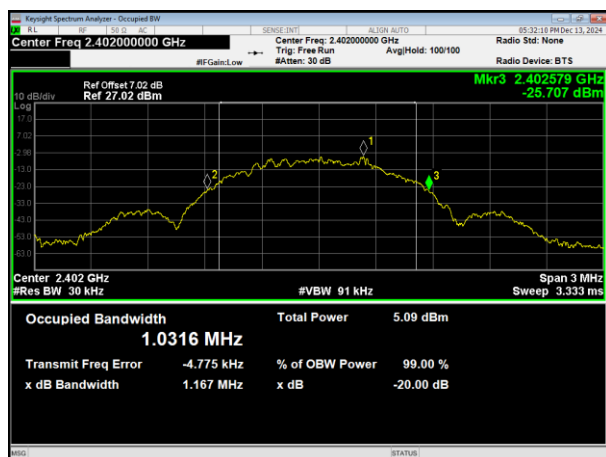 Keysight Spectrum Analyzer - Occupied BW
RL RF 50 Ω AC SENSE:INT ALIGN AUTO 05:32:10 PM Dec 13, 2024
Center Freq 2.402000000 GHz Center Freq: 2.402000000 GHz Radio Std: None
Trig: Free Run Avg|Hold: 100/100
#IFGain:Low #Atten: 30 dB Radio Device: BTS
Ref Offset 7.02 dB Mkr3 2.402579 GHz
10 dB/div Ref 27.02 dBm -25.707 dBm
Log
17.0
7.02
-2.98
-13.0
-23.0
-33.0
-43.0
-53.0
-63.0
1
2
3
Center 2.402 GHz Span 3 MHz
#Res BW 30 kHz #VBW 91 kHz Sweep 3.333 ms
Occupied Bandwidth Total Power 5.09 dBm
1.0316 MHz
Transmit Freq Error -4.775 kHz % of OBW Power 99.00 %
x dB Bandwidth 1.167 MHz x dB -20.00 dB
MSG STATUS